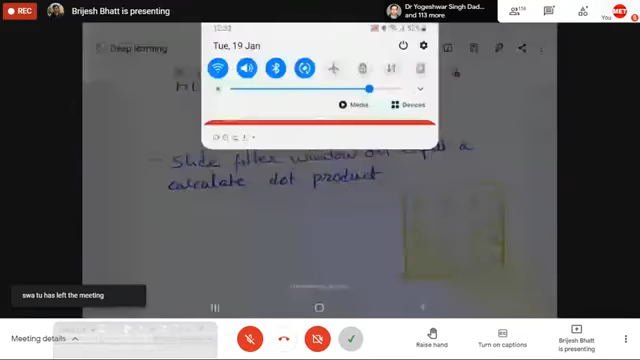 REC
Brijesh Bhatt is presenting
Dr Yogeshwar Singh Dad...
and 113 more
116
You
MET
Deep learning
Tue, 19 Jan
Media
Devices
- Slide filter window on
calculate dot product
swa tu has left the meeting
Meeting details
Raise hand
Turn on captions
Brijesh Bhatt
is presenting